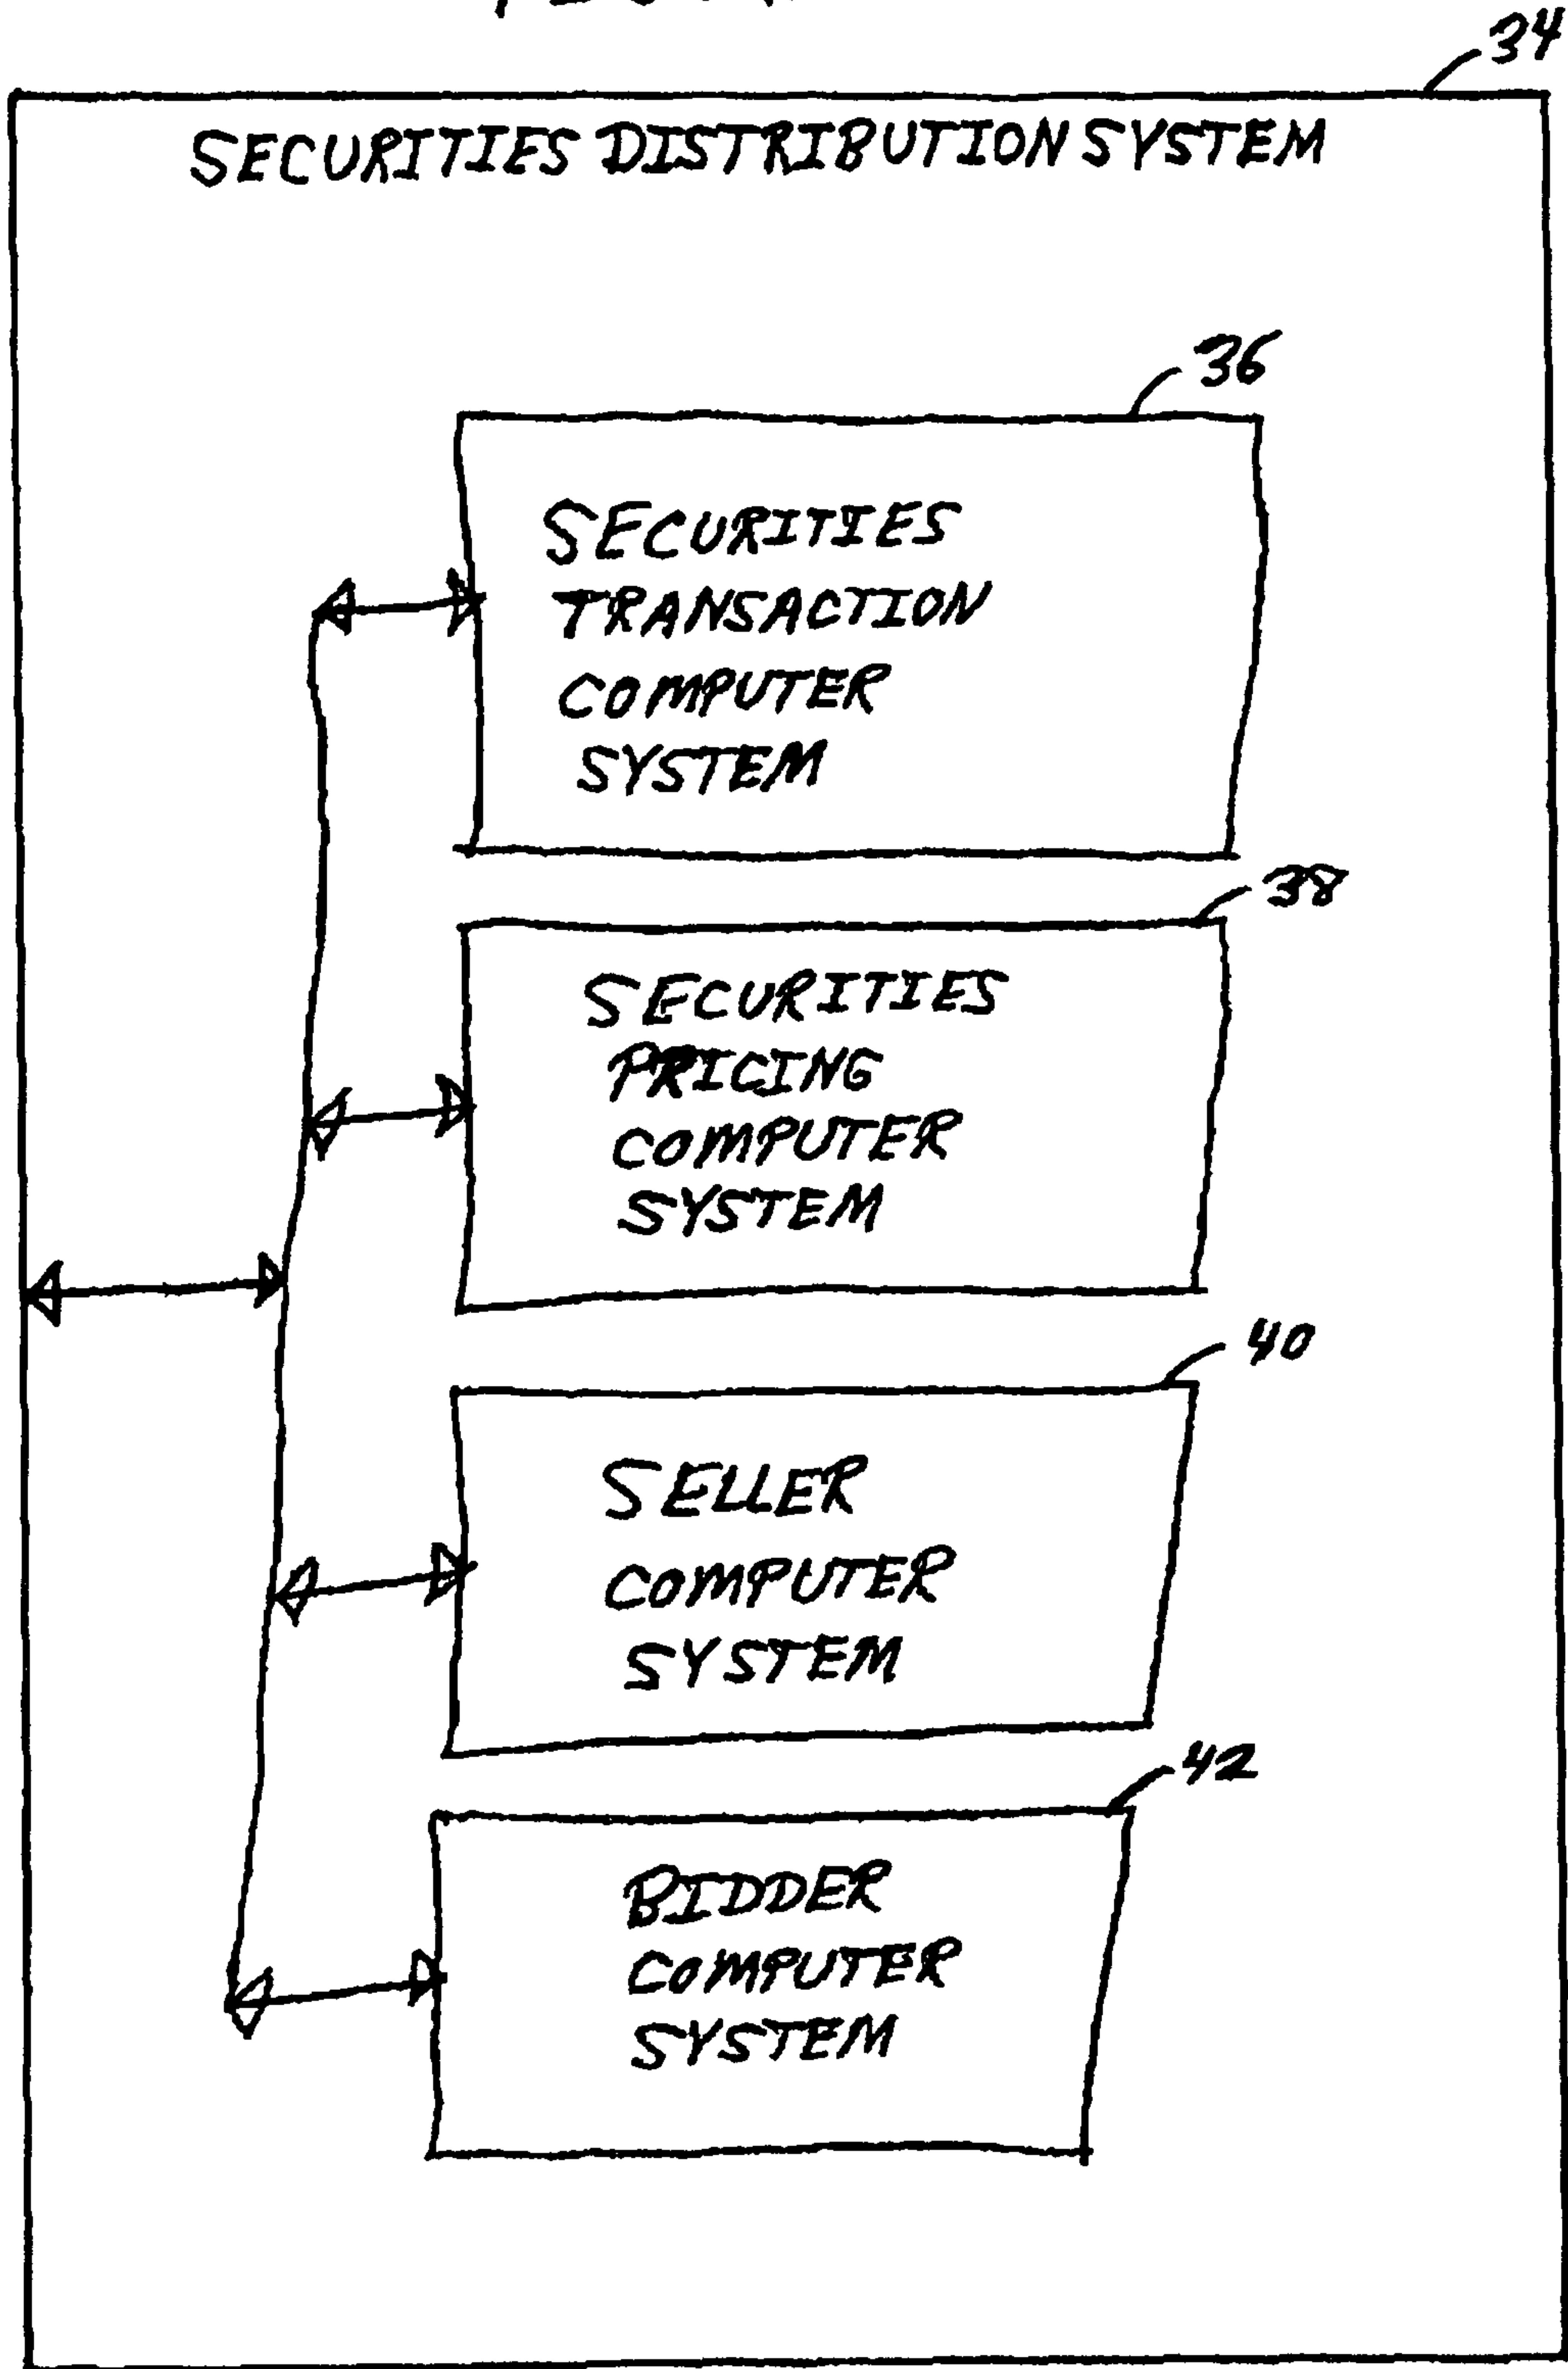 34
SECURITIES DISTRIBUTION SYSTEM
36
SECURITIES
TRANSACTION
COMPUTER
SYSTEM
38
SECURITIES
PRICING
COMPUTER
SYSTEM
40
SELLER
COMPUTER
SYSTEM
42
BIDDER
COMPUTER
SYSTEM